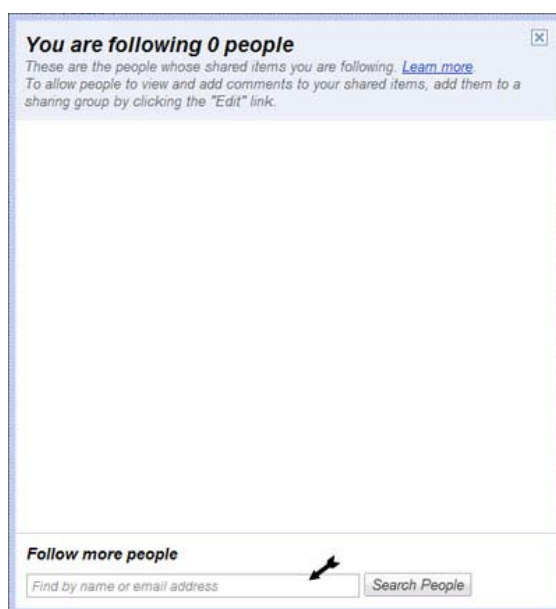 You are following 0 people
These are the people whose shared items you are following. Learn more.
To allow people to view and add comments to your shared items, add them to a
sharing group by clicking the "Edit" link.
Follow more people
Find by name or email address
Search People